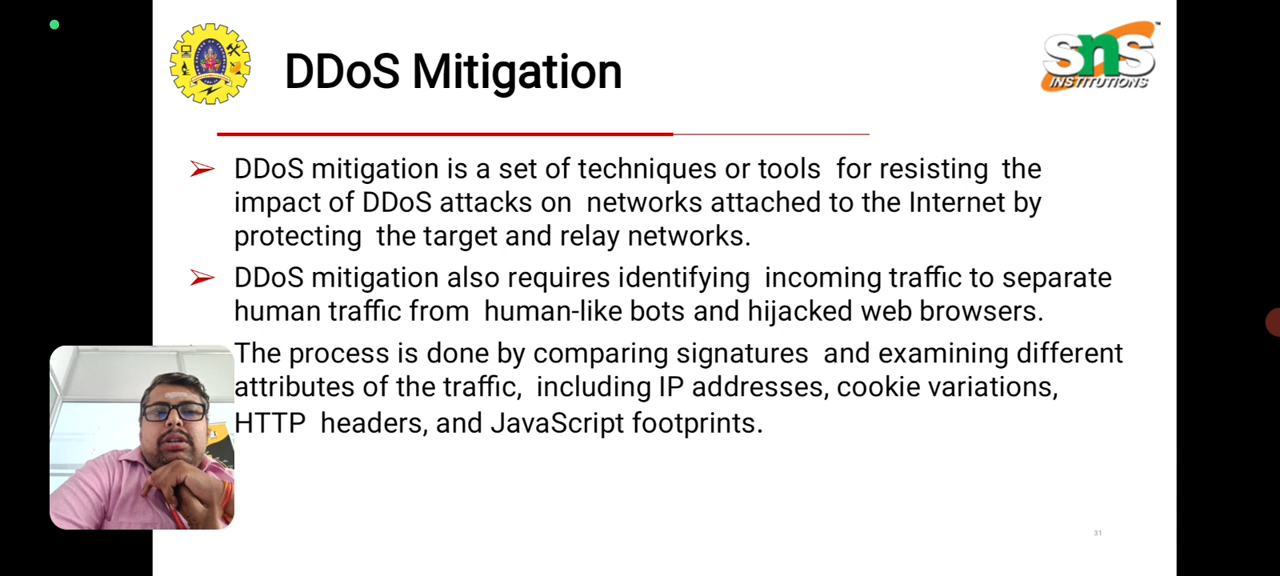 DDoS Mitigation
sns
INSTITUTIONS
DDoS mitigation is a set of techniques or tools for resisting the
impact of DDoS attacks on networks attached to the Internet by
protecting the target and relay networks.
DDoS mitigation also requires identifying incoming traffic to separate
human traffic from human-like bots and hijacked web browsers.
The process is done by comparing signatures and examining different
attributes of the traffic, including IP addresses, cookie variations,
HTTP headers, and JavaScript footprints.
31